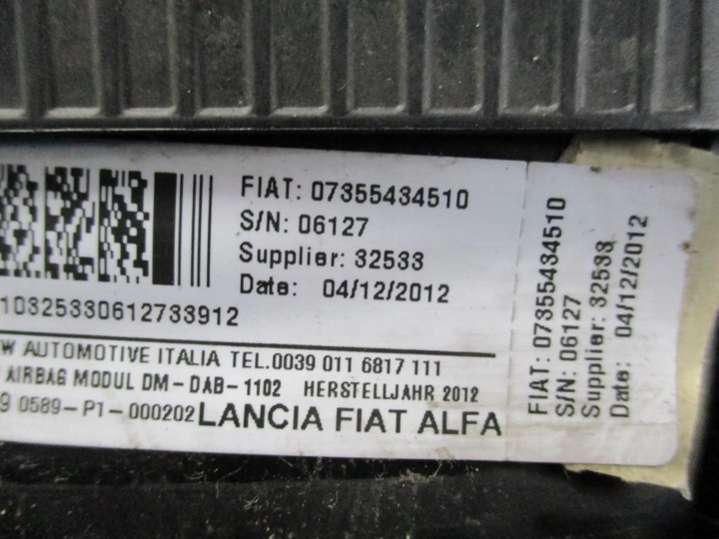 FIAT: 07355434510
S/N: 06127
Supplier: 32533
Date: 04/12/2012
10325330612733912
W AUTOMOTIVE ITALIA TEL.0039 011 6817 111
AIRBAG MODUL DM-DAB-1102 HERSTELLJAHR 2012
9 0589-P1-000202 LANCIA FIAT ALFA
FIAT: 07355434510
S/N: 06127
Supplier: 32533
Date: 04/12/2012